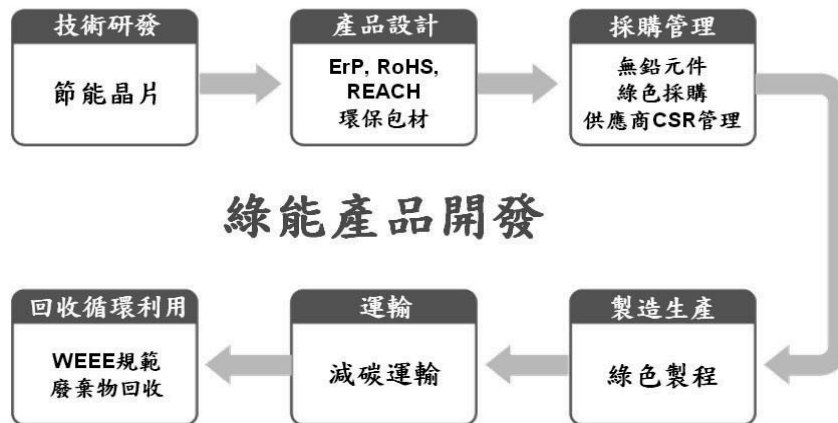 技術研發
節能晶片
產品設計
ErP, RoHS,
REACH
環保包材
採購管理
無鉛元件
綠色採購
供應商CSR管理
綠能產品開發
製造生產
綠色製程
運輸
減碳運輸
回收循環利用
WEEE規範
廢棄物回收